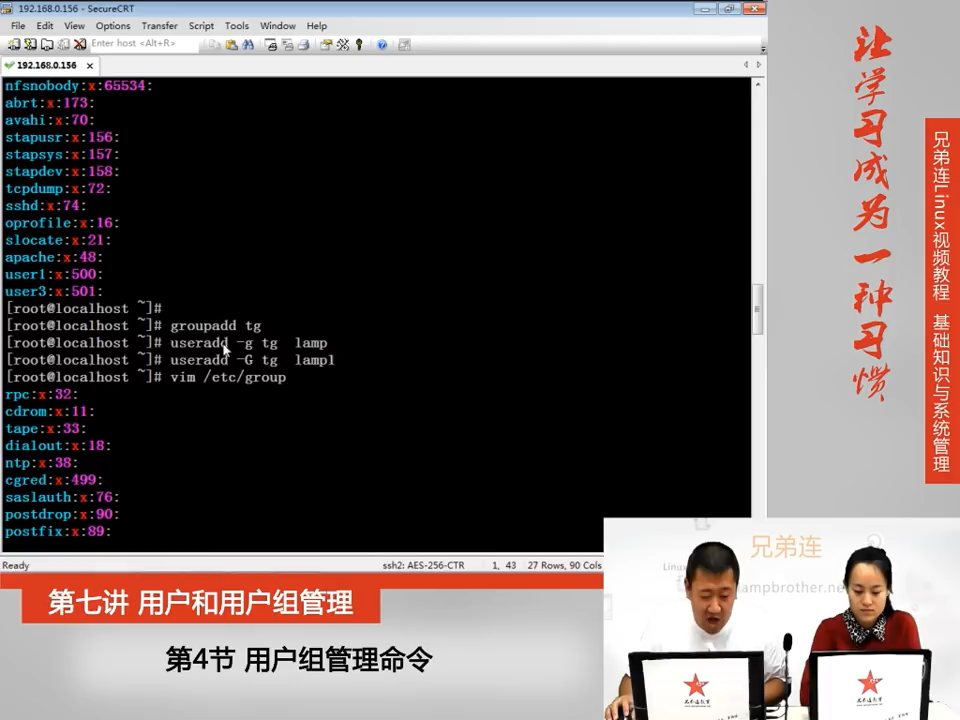 192.168.0.156 - SecureCRT
File Edit View Options Transfer Script Tools Window Help
Enter host <Alt+R>
192.168.0.156
nfsnobody:x:65534:
abrt:x:173:
avahi:x:70:
stapusr:x:156:
stapsys:x:157:
stapdev:x:158:
tcpdump:x:72:
sshd:x:74:
oprofile:x:16:
slocate:x:21:
apache:x:48:
user1:x:500:
user3:x:501:
[root@localhost ~]#
[root@localhost ~]# groupadd tg
[root@localhost ~]# useradd -g tg lamp
[root@localhost ~]# useradd -G tg lamp1
[root@localhost ~]# vim /etc/group
rpc:x:32:
cdrom:x:11:
tape:x:33:
dialout:x:18:
ntp:x:38:
cgred:x:499:
saslauth:x:76:
postdrop:x:90:
postfix:x:89:
Ready ssh2: AES-256-CTR 1, 43 27 Rows, 90 Cols
让学习成为一种习惯
兄弟连Linux视频教程 基础知识与系统管理
第七讲 用户和用户组管理
第4节 用户组管理命令
兄弟连
Linux
ampbrother.ne